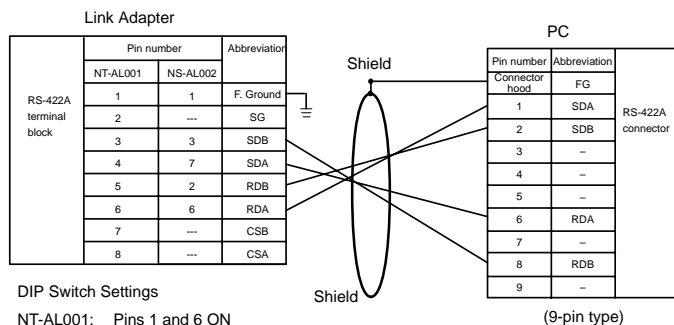 Link Adapter
Pin number Abbreviation
NT-AL001 NS-AL002
RS-422A terminal block
1 1 F. Ground
2 --- SG
3 3 SDB
4 7 SDA
5 2 RDB
6 6 RDA
7 --- CSB
8 --- CSA
Shield
Shield
PC
Pin number Abbreviation
Connector hood FG
1 SDA
2 SDB
3 –
4 –
5 –
6 RDA
7 –
8 RDB
9 –
RS-422A connector
(9-pin type)
DIP Switch Settings
NT-AL001: Pins 1 and 6 ON